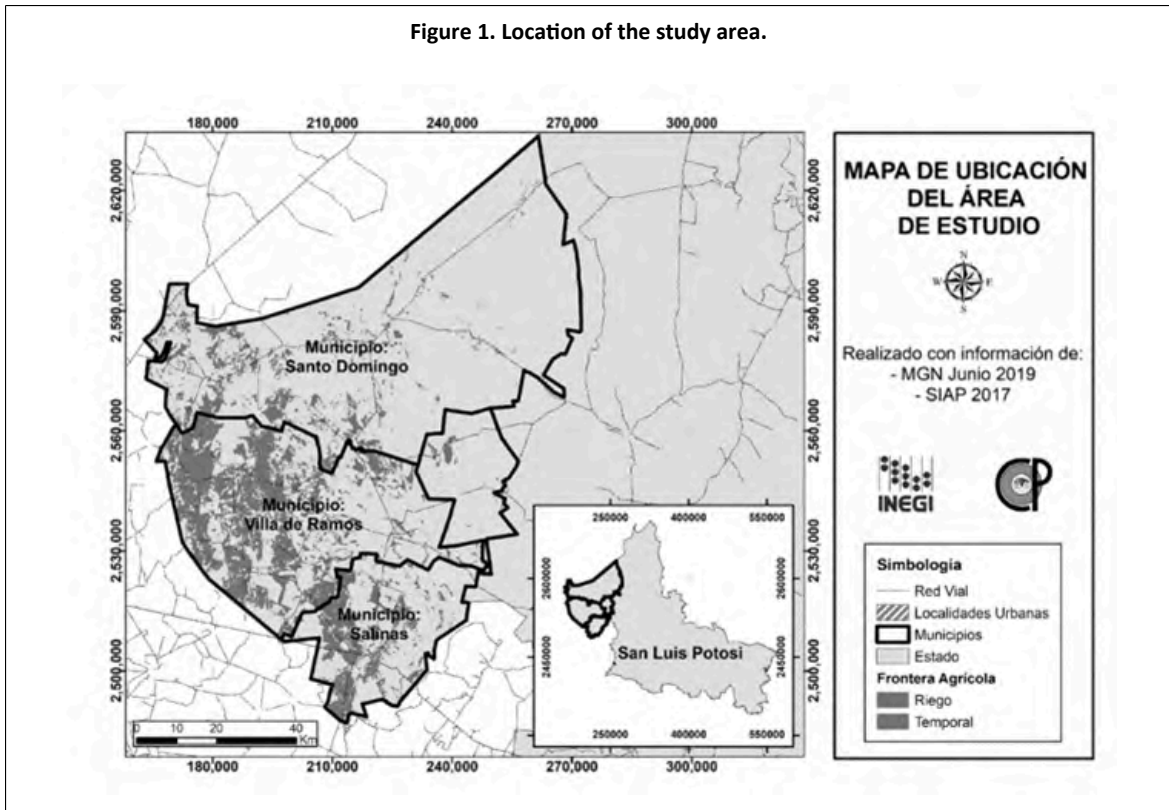 Figure 1. Location of the study area.
180,000 210,000 240,000 270,000 300,000
2,620,000
2,590,000
2,560,000
2,530,000
2,500,000
Municipio:
Santo Domingo
Municipio:
Villa de Ramos
Municipio:
Salinas
0 10 20 40
Km
180,000 210,000 240,000 270,000 300,000
2,620,000
2,590,000
2,560,000
2,530,000
2,500,000
250000 400000 550000
2600000
2450000
San Luis Potosi
2600000
2450000
250000 400000 550000
MAPA DE UBICACIÓN
DEL ÁREA
DE ESTUDIO
N
W E
S
Realizado con información de:
- MGN Junio 2019
- SIAP 2017
INEGI
CP
Simbologia
Red Vial
Localidades Urbanas
Municipios
Estado
Frontera Agrícola
Riego
Temporal